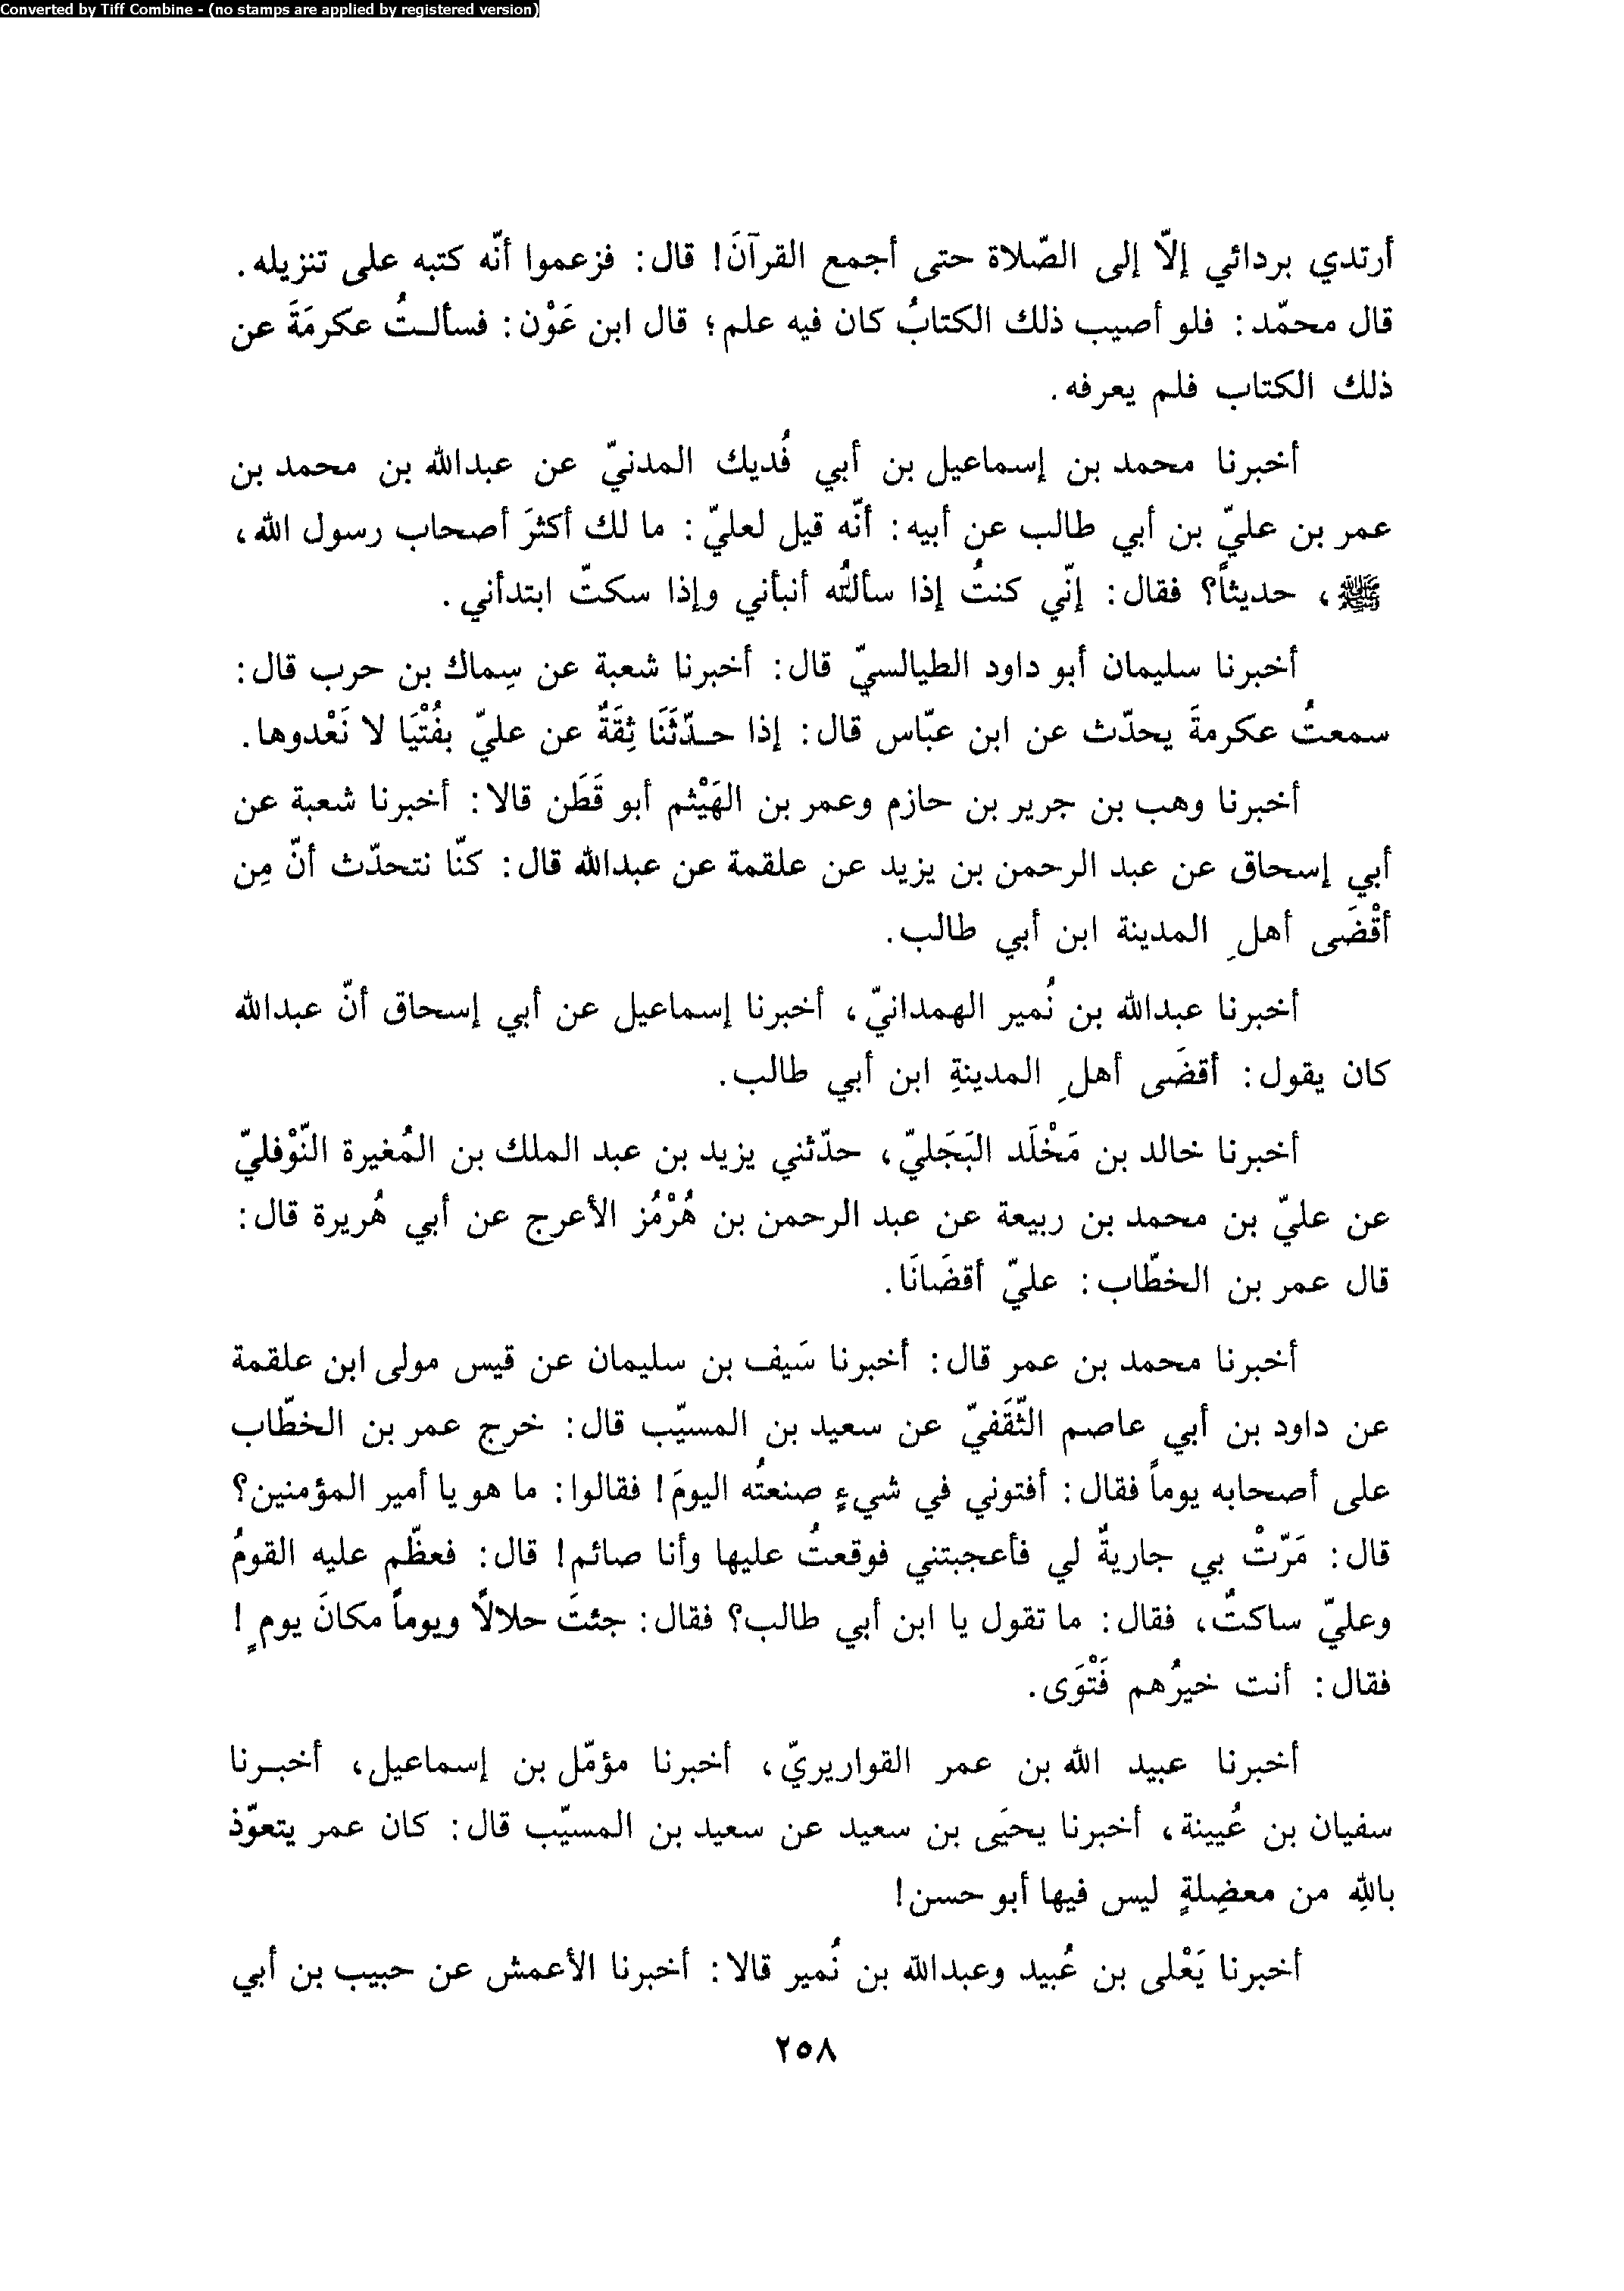 Converted by Tiff Combine - (no stamps are applied by registered version)
أرتدي بردائي إلاّ إلى الصّلاة حتى أجمع القرآنَ! قال: فزعموا أنّه كتبه على تنزيله.
قال محمّد: فلو أصيب ذلك الكتابُ كان فيه علم؛ قال ابن عَوْن: فسألتُ عكرمَةَ عن
ذلك الكتاب فلم يعرفه.
أخبرنا محمد بن إسماعيل بن أبي فُديك المدنيّ عن عبدالله بن محمد بن
عمر بن عليّ بن أبي طالب عن أبيه: أنّه قيل لعليّ: ما لك أكثرَ أصحاب رسول الله،
ﷺ، حديثاً؟ فقال: إنّي كنتُ إذا سألتُه أنبأني وإذا سكتّ ابتدأني.
أخبرنا سليمان أبو داود الطيالسيّ قال: أخبرنا شعبة عن سِماك بن حرب قال:
سمعتُ عكرمةَ يحدّث عن ابن عبّاس قال: إذا حدّثَنَا ثِقَةٌ عن عليّ بفُتْيَا لا نَعْدوها.
أخبرنا وهب بن جرير بن حازم وعمر بن الهَيْثم أبو قَطَن قالا: أخبرنا شعبة عن
أبي إسحاق عن عبد الرحمن بن يزيد عن علقمة عن عبدالله قال: كنّا نتحدّث أنّ مِن
أقْضَى أهلِ المدينة ابن أبي طالب.
أخبرنا عبدالله بن نُمير الهمدانيّ، أخبرنا إسماعيل عن أبي إسحاق أنّ عبدالله
كان يقول: أقضَى أهلِ المدينةِ ابن أبي طالب.
أخبرنا خالد بن مَخْلَد البَجَليّ، حدّثني يزيد بن عبد الملك بن المُغيرة النّوْفليّ
عن عليّ بن محمد بن ربيعة عن عبد الرحمن بن هُرْمُز الأعرج عن أبي هُريرة قال:
قال عمر بن الخطّاب: عليّ أقضَانَا.
أخبرنا محمد بن عمر قال: أخبرنا سَيف بن سليمان عن قيس مولى ابن علقمة
عن داود بن أبي عاصم الثّقَفيّ عن سعيد بن المسيّب قال: خرج عمر بن الخطّاب
على أصحابه يوماً فقال: أفتوني في شيءٍ صنعتُه اليومَ! فقالوا: ما هو يا أمير المؤمنين؟
قال: مَرّتْ بي جاريةٌ لي فأعجبتني فوقعتُ عليها وأنا صائم! قال: فعظّم عليه القومُ
وعليّ ساكتٌ، فقال: ما تقول يا ابن أبي طالب؟ فقال: جئتَ حلالاً ويوماً مكانَ يومٍ!
فقال: أنت خيرُهم فَتْوَى.
أخبرنا عبيد الله بن عمر القواريريّ، أخبرنا مؤمّل بن إسماعيل، أخبرنا
سفيان بن عُيينة، أخبرنا يحيَى بن سعيد عن سعيد بن المسيّب قال: كان عمر يتعوّذ
باللهِ من معضِلةٍ ليس فيها أبو حسن!
أخبرنا يَعْلى بن عُبيد وعبدالله بن نُمير قالا: أخبرنا الأعمش عن حبيب بن أبي
٢٥٨